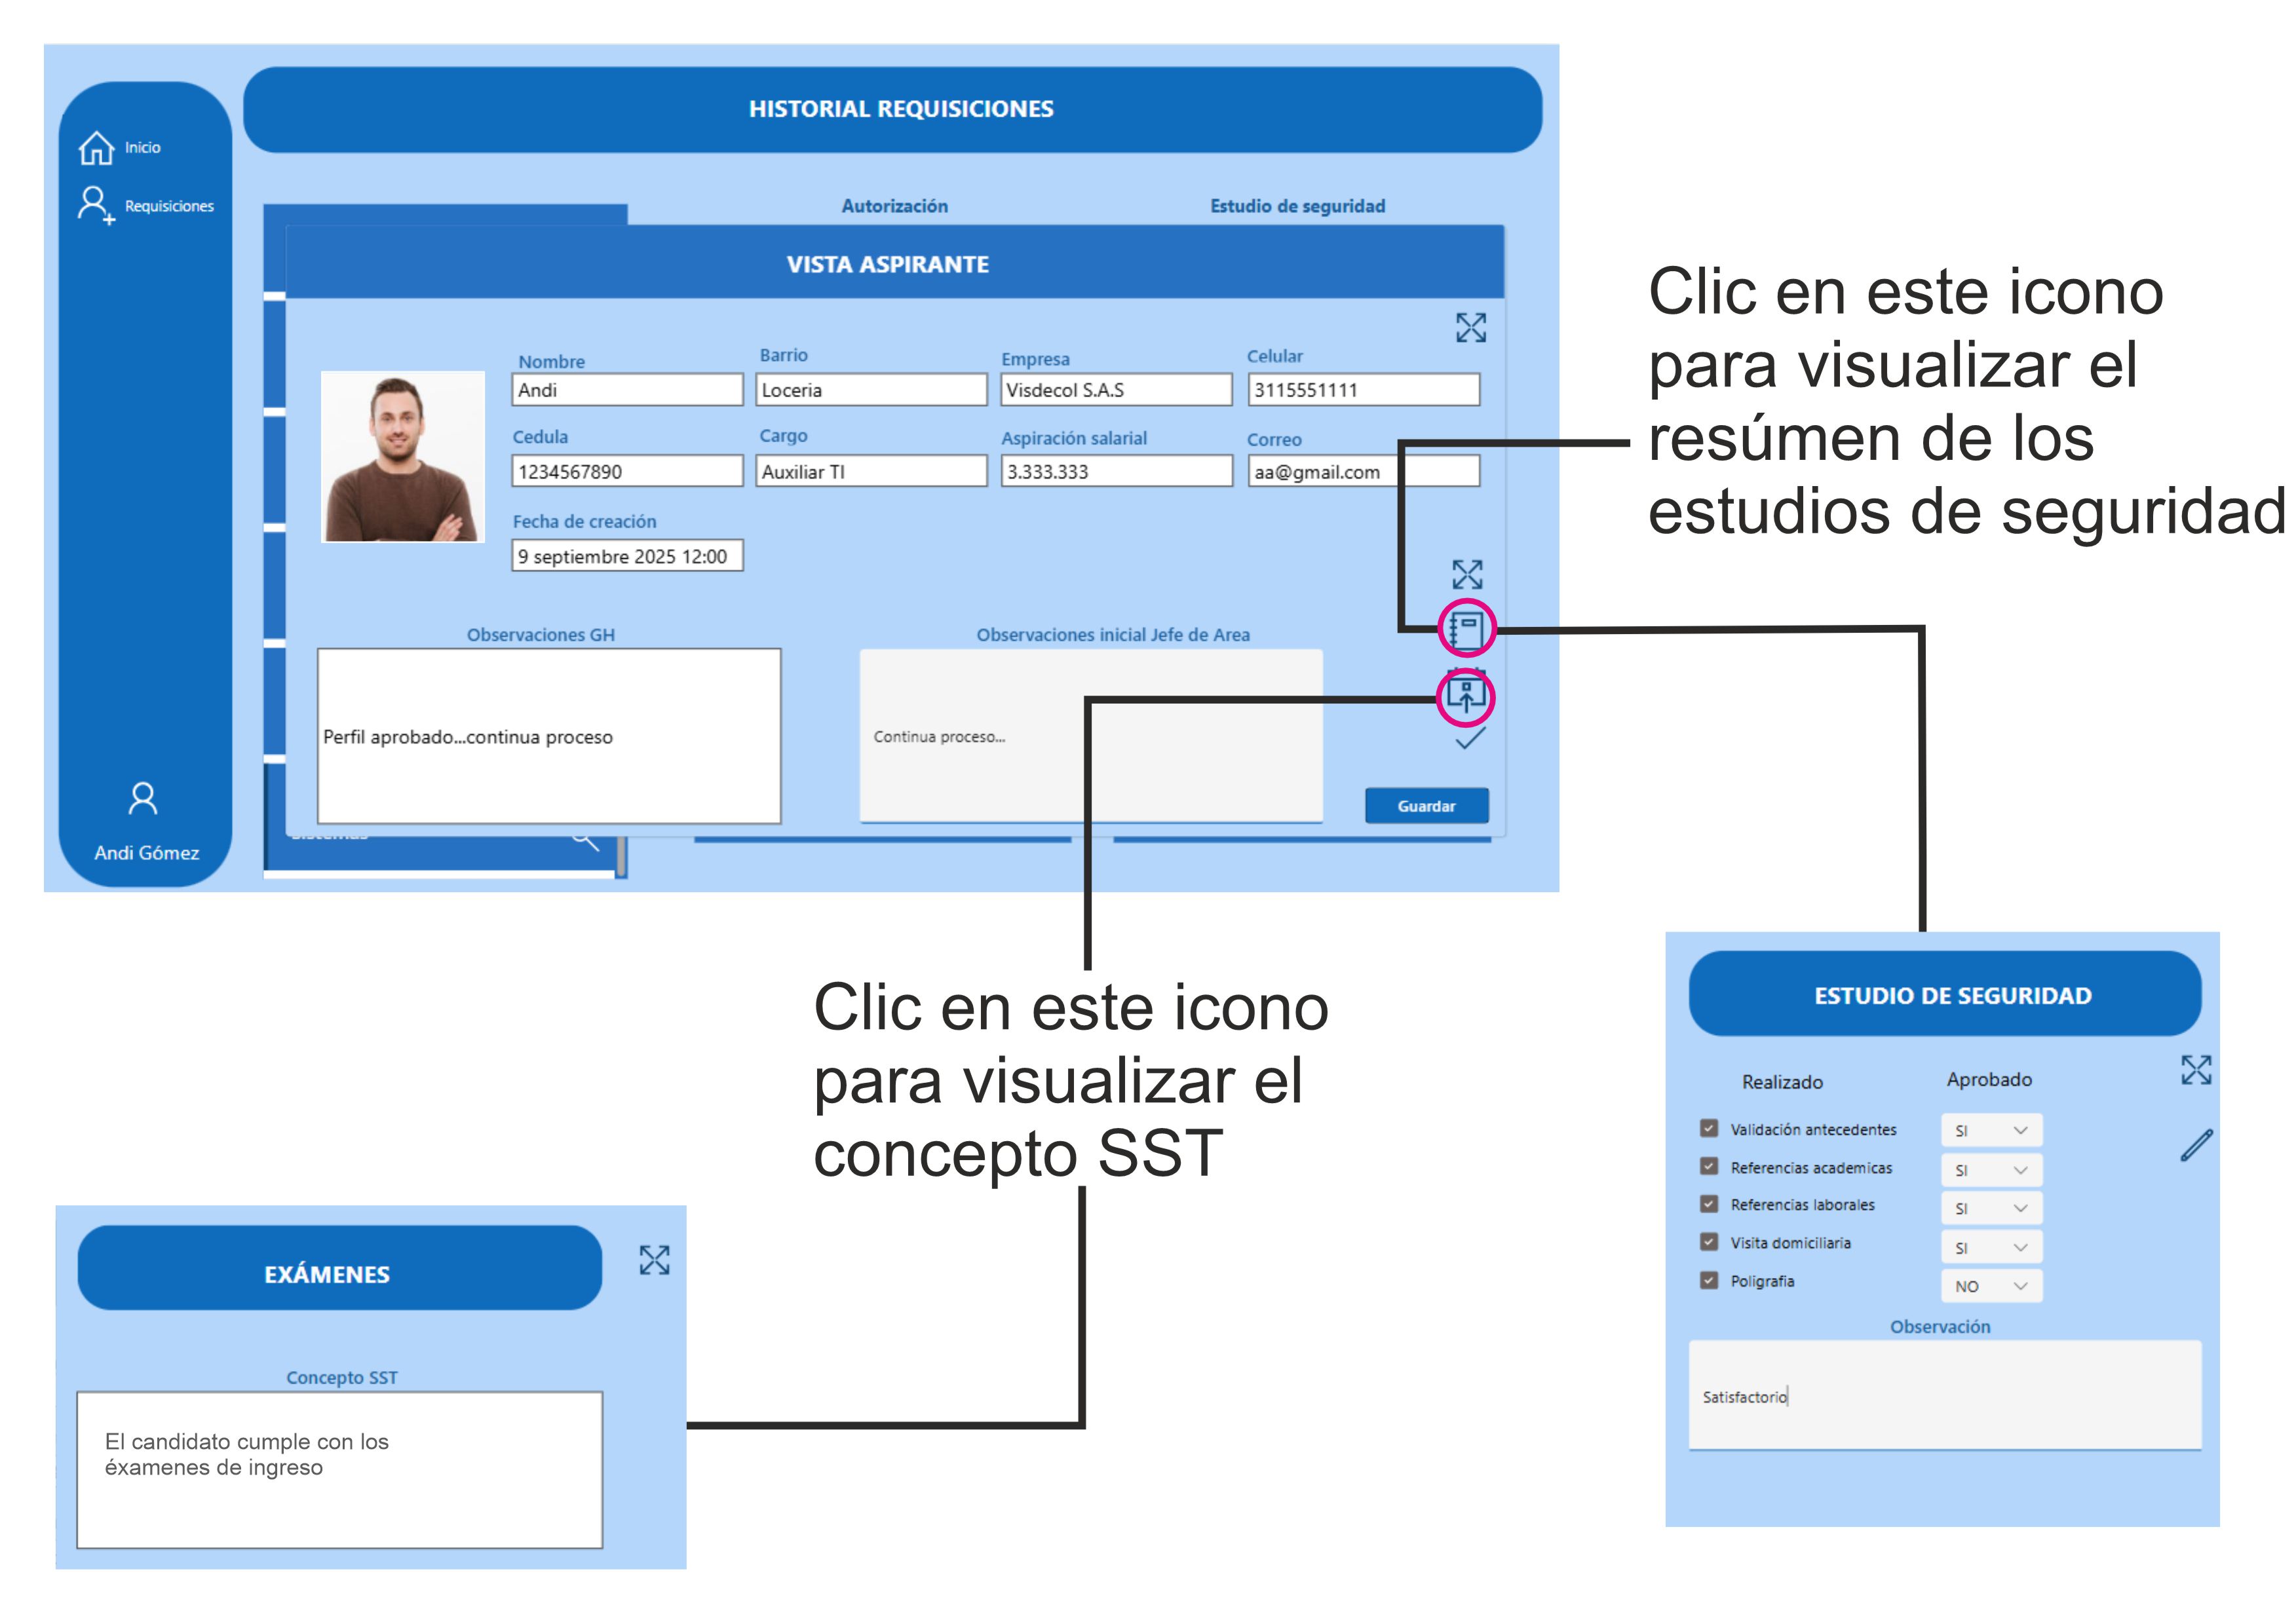 HISTORIAL REQUISICIONES
Inicio
Requisiciones
Autorización
Estudio de seguridad
VISTA ASPIRANTE
Nombre
Barrio
Empresa
Celular
Andi
Loceria
Visdecol S.A.S
3115551111
Cedula
Cargo
Aspiración salarial
Correo
1234567890
Auxiliar TI
3.333.333
aa@gmail.com
Fecha de creación
9 septiembre 2025 12:00
Observaciones GH
Observaciones inicial Jefe de Area
Perfil aprobado...continua proceso
Continua proceso...
Guardar
Sistemas
Andi Gómez
Clic en este icono
para visualizar el
resúmen de los
estudios de seguridad
Clic en este icono
para visualizar el
concepto SST
EXÁMENES
Concepto SST
El candidato cumple con los
éxamenes de ingreso
ESTUDIO DE SEGURIDAD
Realizado
Aprobado
Validación antecedentes
SI
Referencias academicas
SI
Referencias laborales
SI
Visita domiciliaria
SI
Poligrafia
NO
Observación
Satisfactorio